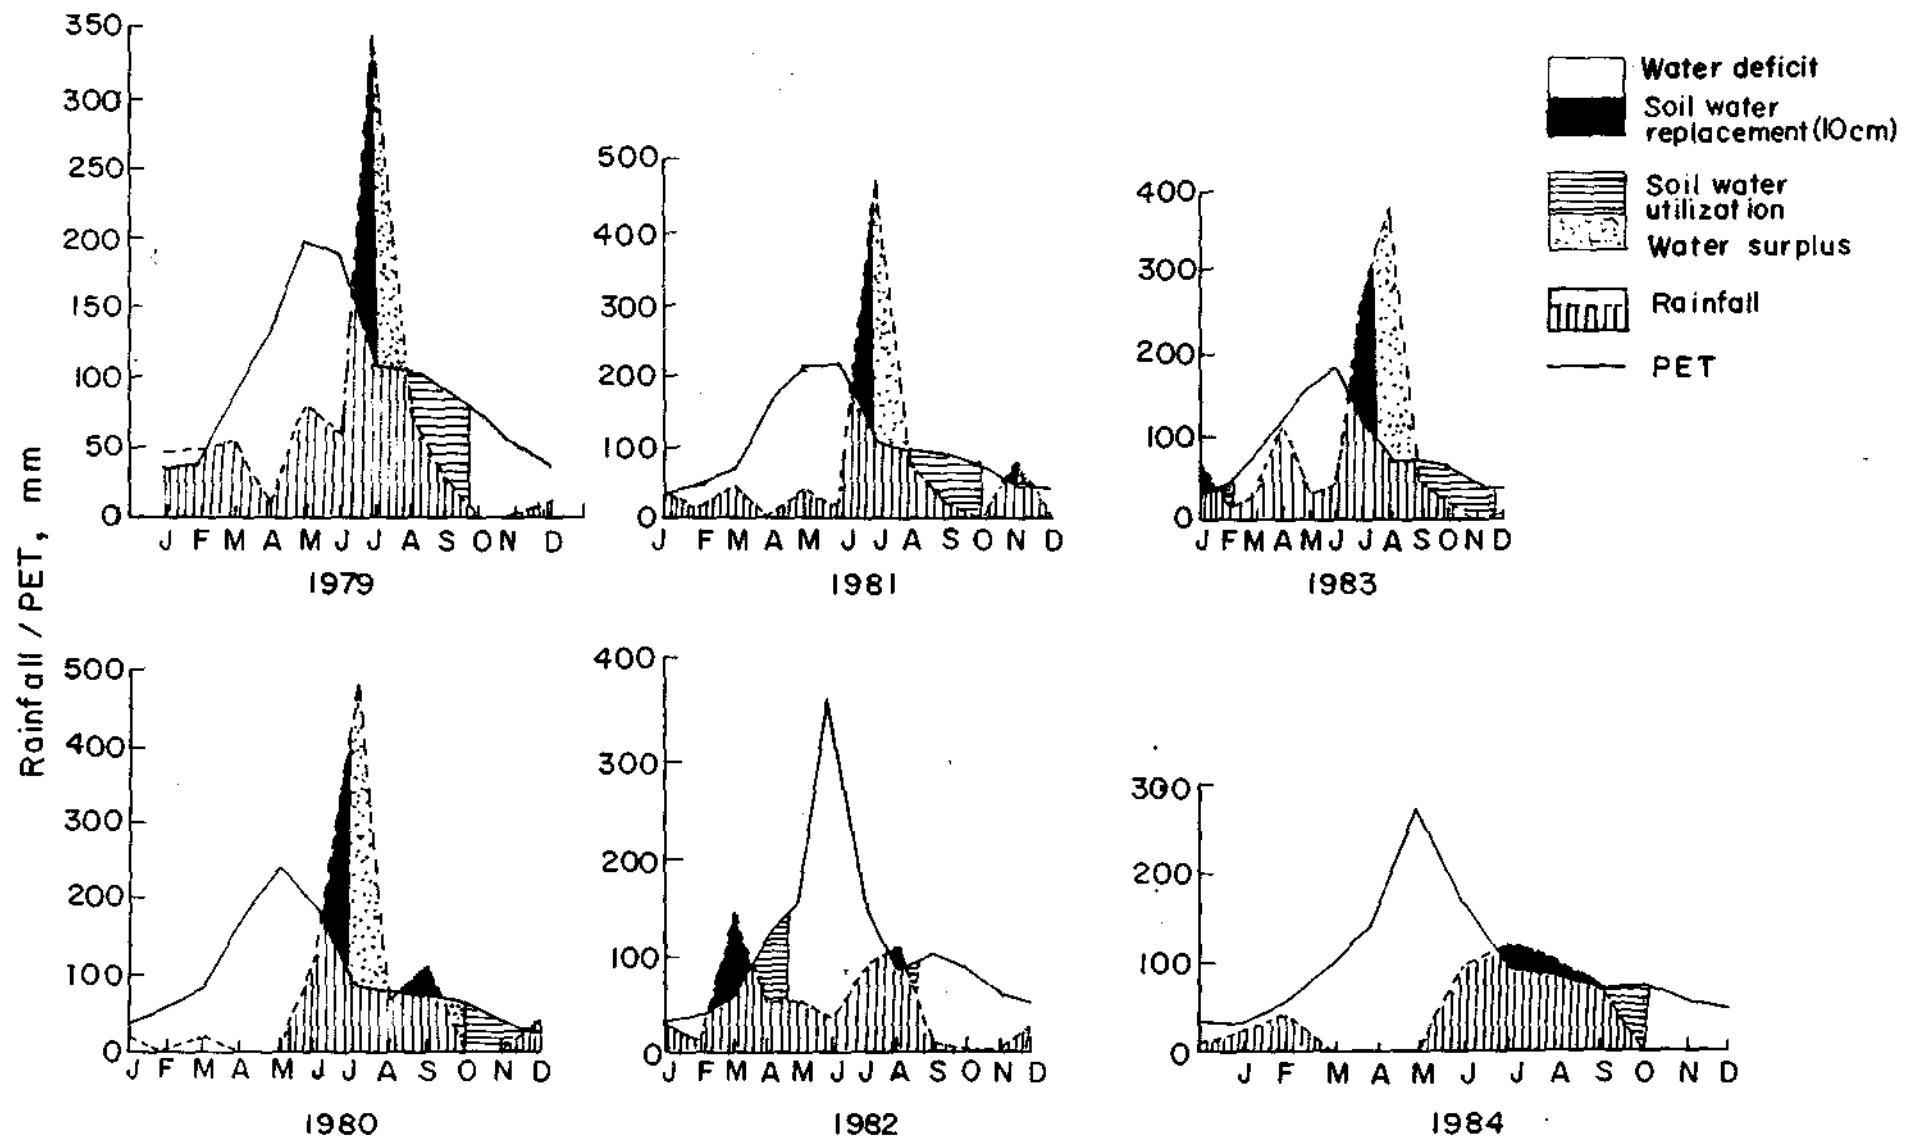 Rainfall / PET, mm
350
300
250
200
150
100
50
0
J F M A M J J A S O N D
1979
500
400
300
200
100
0
J F M A M J J A S O N D
1981
400
300
200
100
0
J F M A M J J A S O N D
1983
Water deficit
Soil water
replacement (10cm)
Soil water
utilization
Water surplus
Rainfall
PET
500
400
300
200
100
0
J F M A M J J A S O N D
1980
400
300
200
100
0
J F M A M J J A S O N D
1982
300
200
100
0
J F M A M J J A S O N D
1984